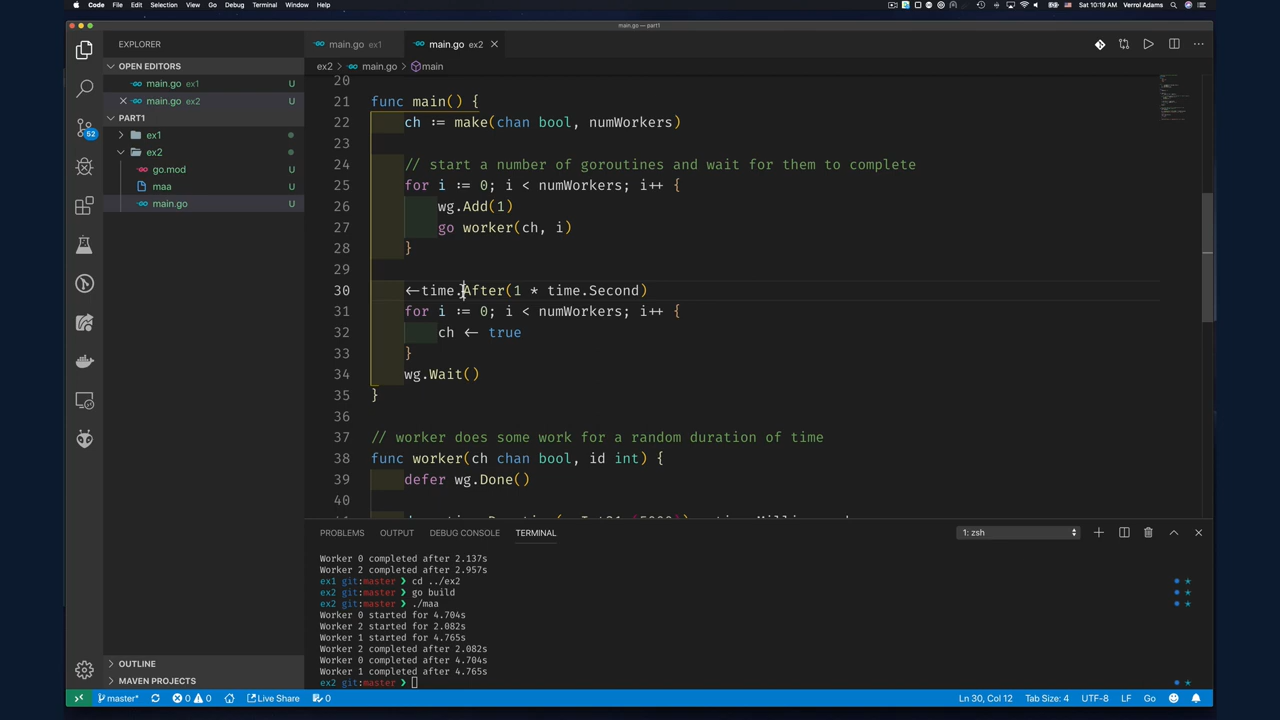 Code File Edit Selection View Go Debug Terminal Window Help
Sat 10:19 AM Verrol Adams
main.go — part1
EXPLORER
main.go ex1
main.go ex2
OPEN EDITORS
ex2 > main.go > main
main.go ex1 U
main.go ex2 U
PART1
ex1
ex2
go.mod U
maa U
main.go U
52
20
21 func main() {
22 ch := make(chan bool, numWorkers)
23
24 // start a number of goroutines and wait for them to complete
25 for i := 0; i < numWorkers; i++ {
26 wg.Add(1)
27 go worker(ch, i)
28 }
29
30 <-time.After(1 * time.Second)
31 for i := 0; i < numWorkers; i++ {
32 ch <- true
33 }
34 wg.Wait()
35 }
36
37 // worker does some work for a random duration of time
38 func worker(ch chan bool, id int) {
39 defer wg.Done()
40
PROBLEMS OUTPUT DEBUG CONSOLE TERMINAL 1: zsh
Worker 0 completed after 2.137s
Worker 2 completed after 2.957s
ex1 git:master ❯ cd ../ex2
ex2 git:master ❯ go build
ex2 git:master ❯ ./maa
Worker 0 started for 4.704s
Worker 2 started for 2.082s
Worker 1 started for 4.765s
Worker 2 completed after 2.082s
Worker 0 completed after 4.704s
Worker 1 completed after 4.765s
ex2 git:master ❯
OUTLINE
MAVEN PROJECTS
master* 0 0 Live Share 0 Ln 30, Col 12 Tab Size: 4 UTF-8 LF Go